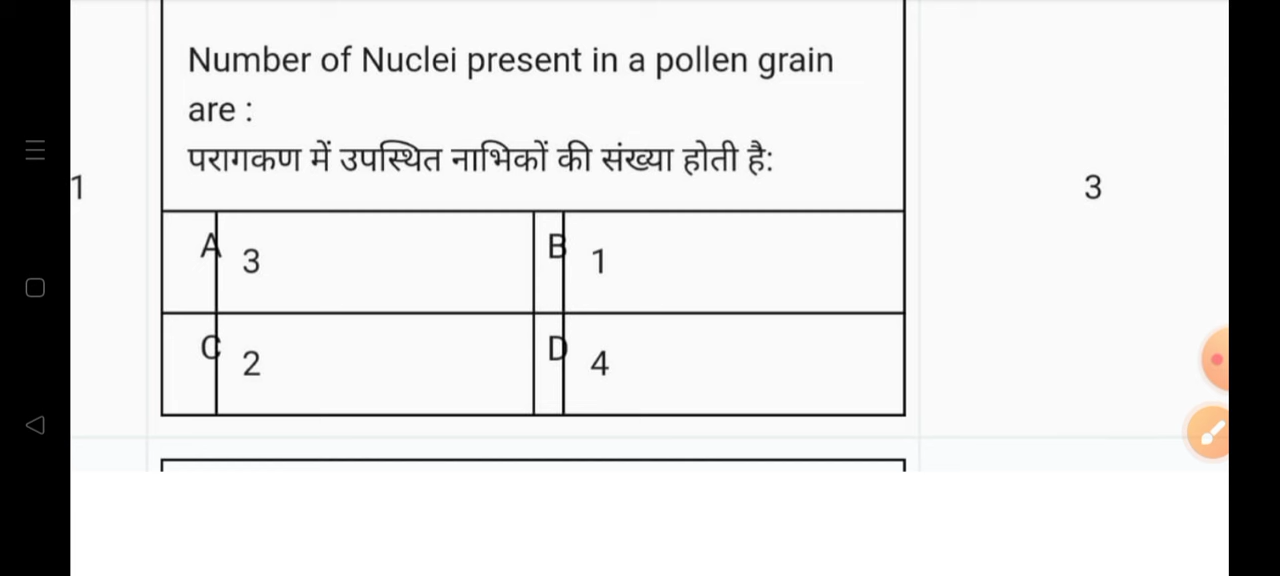 Number of Nuclei present in a pollen grain
are :
परागकण में उपस्थित नाभिकों की संख्या होती है:
1
3
A 3
B 1
C 2
D 4